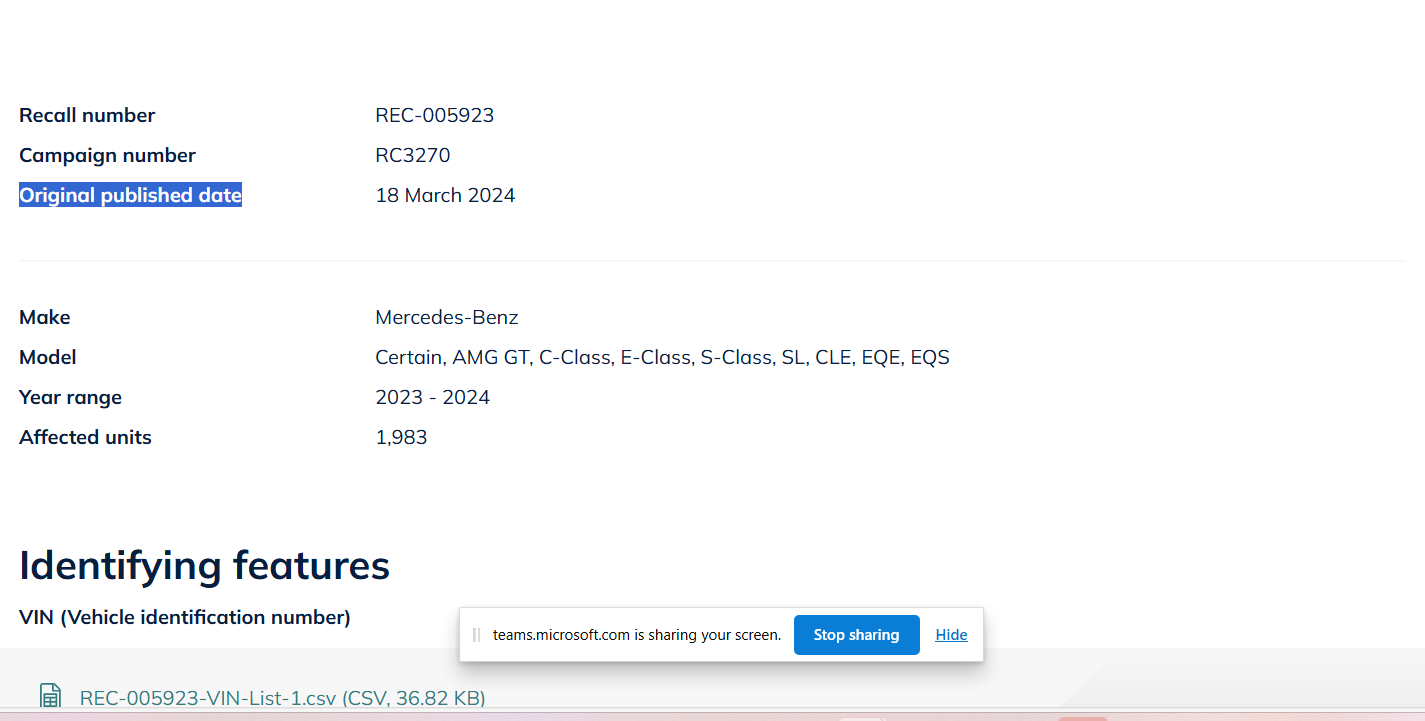 Recall number REC-005923
Campaign number RC3270
Original published date 18 March 2024
Make Mercedes-Benz
Model Certain, AMG GT, C-Class, E-Class, S-Class, SL, CLE, EQE, EQS
Year range 2023 - 2024
Affected units 1,983
Identifying features
VIN (Vehicle identification number)
teams.microsoft.com is sharing your screen. Stop sharing Hide
REC-005923-VIN-List-1.csv (CSV, 36.82 KB)